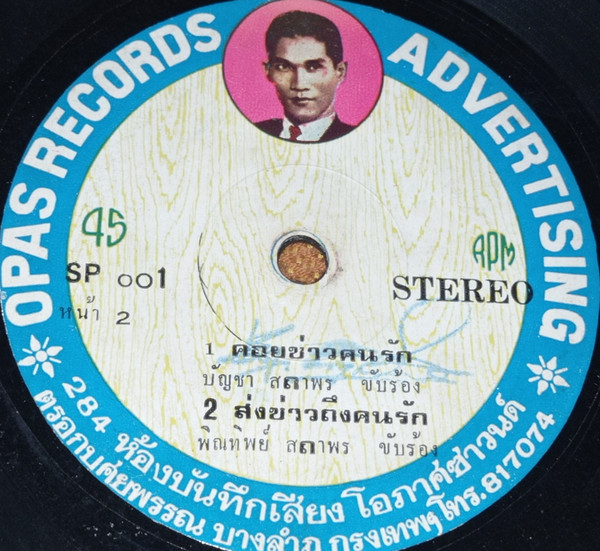 OPAS RECORDS ADVERTISING
45 RPM
SP 001 STEREO
หน้า 2
1 คอยข่าวคนรัก
บัญชา สถาพร ขับร้อง
2 ส่งข่าวถึงคนรัก
พิณทิพย์ สถาพร ขับร้อง
284 ห้องบันทึกเสียง โอภาศซาวนด์
ตรอกบศยพรรณ บางลำภู กรุงเทพฯ โทร.817074